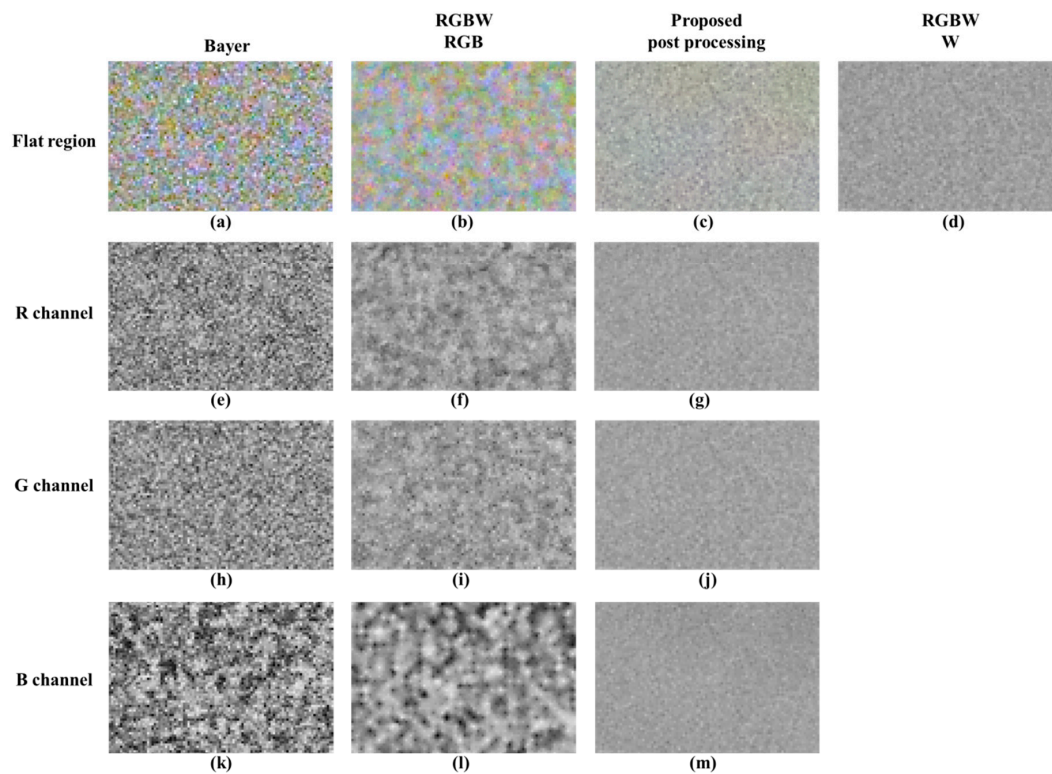 Bayer
RGBW
RGB
Proposed
post processing
RGBW
W
Flat region
(a)
(b)
(c)
(d)
R channel
(e)
(f)
(g)
G channel
(h)
(i)
(j)
B channel
(k)
(l)
(m)